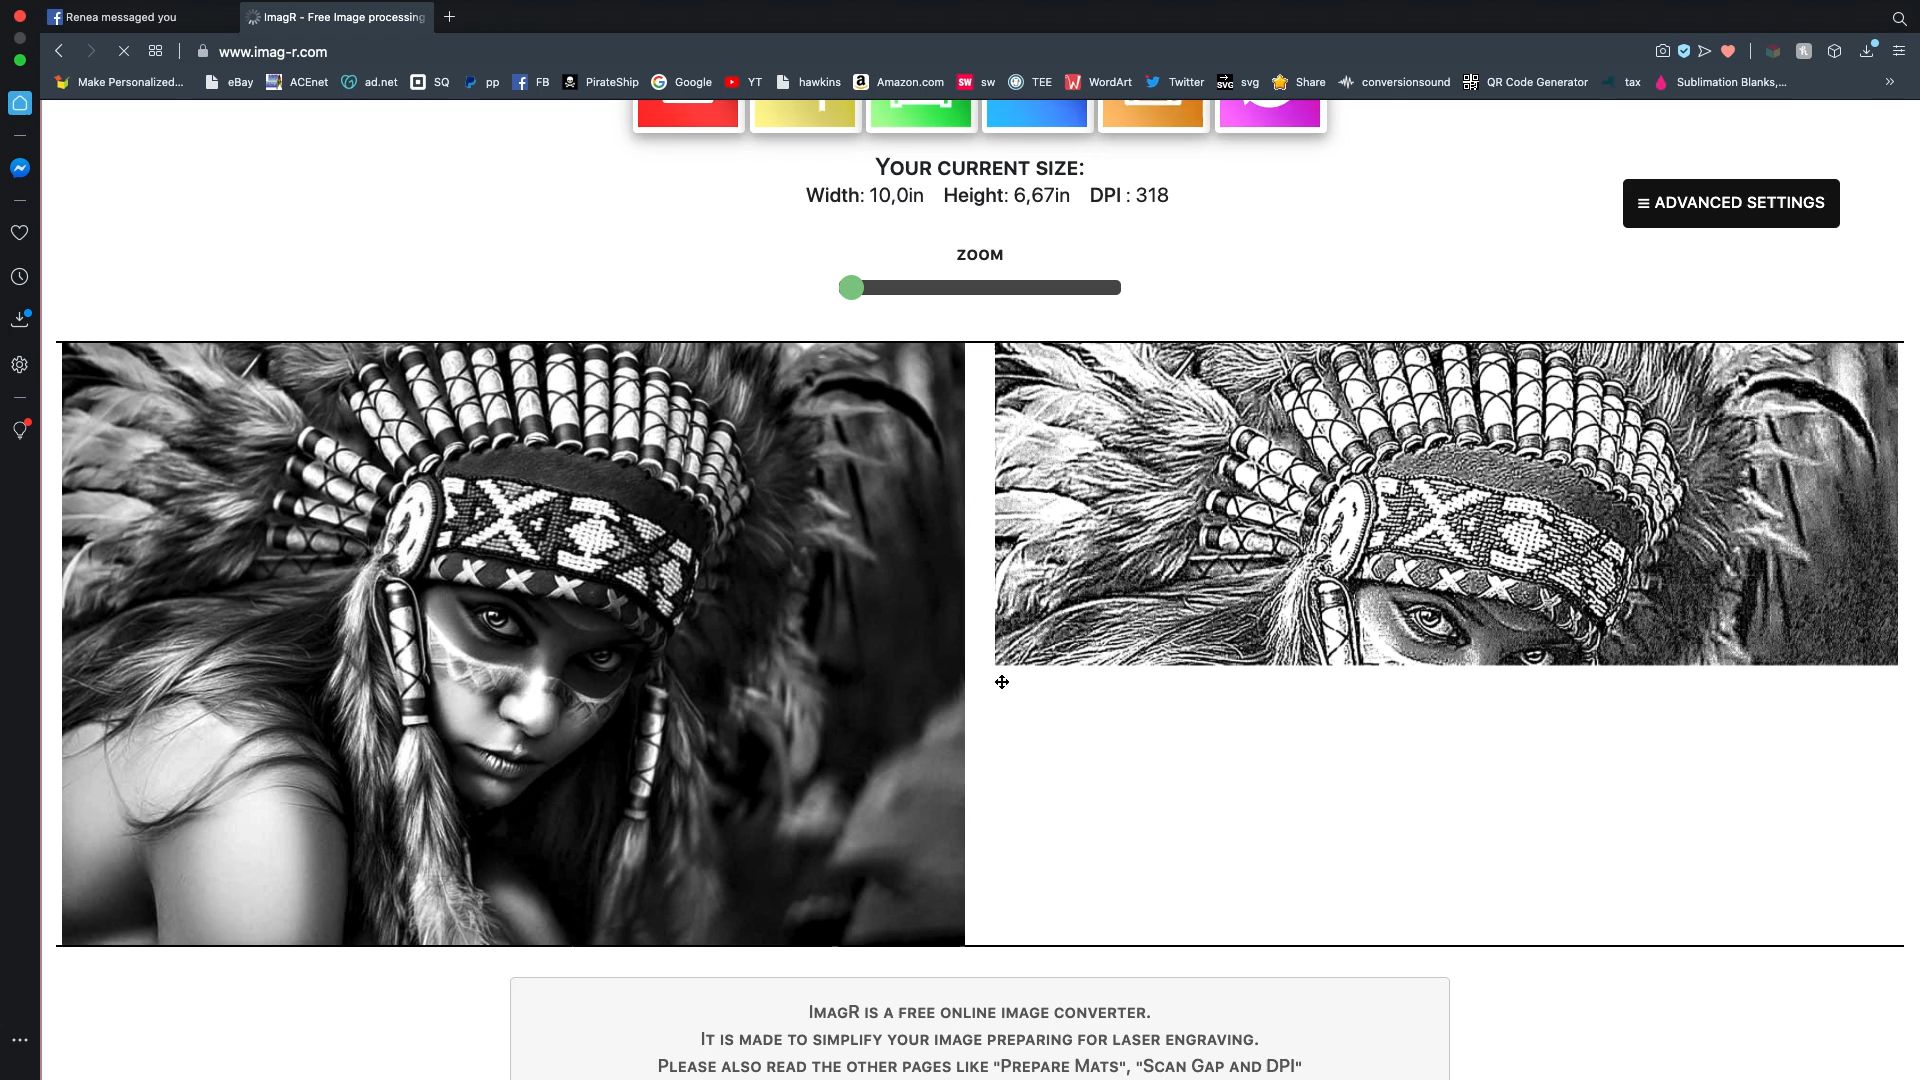 Renea messaged you
ImagR - Free Image processing
www.imag-r.com
Make Personalized...
eBay
ACEnet
ad.net
SQ
pp
FB
PirateShip
Google
YT
hawkins
Amazon.com
SW
sw
TEE
WordArt
Twitter
SVG
svg
Share
conversionsound
QR Code Generator
tax
Sublimation Blanks,...
YOUR CURRENT SIZE:
Width: 10,0in Height: 6,67in DPI : 318
≡ ADVANCED SETTINGS
ZOOM
IMAGR IS A FREE ONLINE IMAGE CONVERTER.
IT IS MADE TO SIMPLIFY YOUR IMAGE PREPARING FOR LASER ENGRAVING.
PLEASE ALSO READ THE OTHER PAGES LIKE "PREPARE MATS", "SCAN GAP AND DPI"